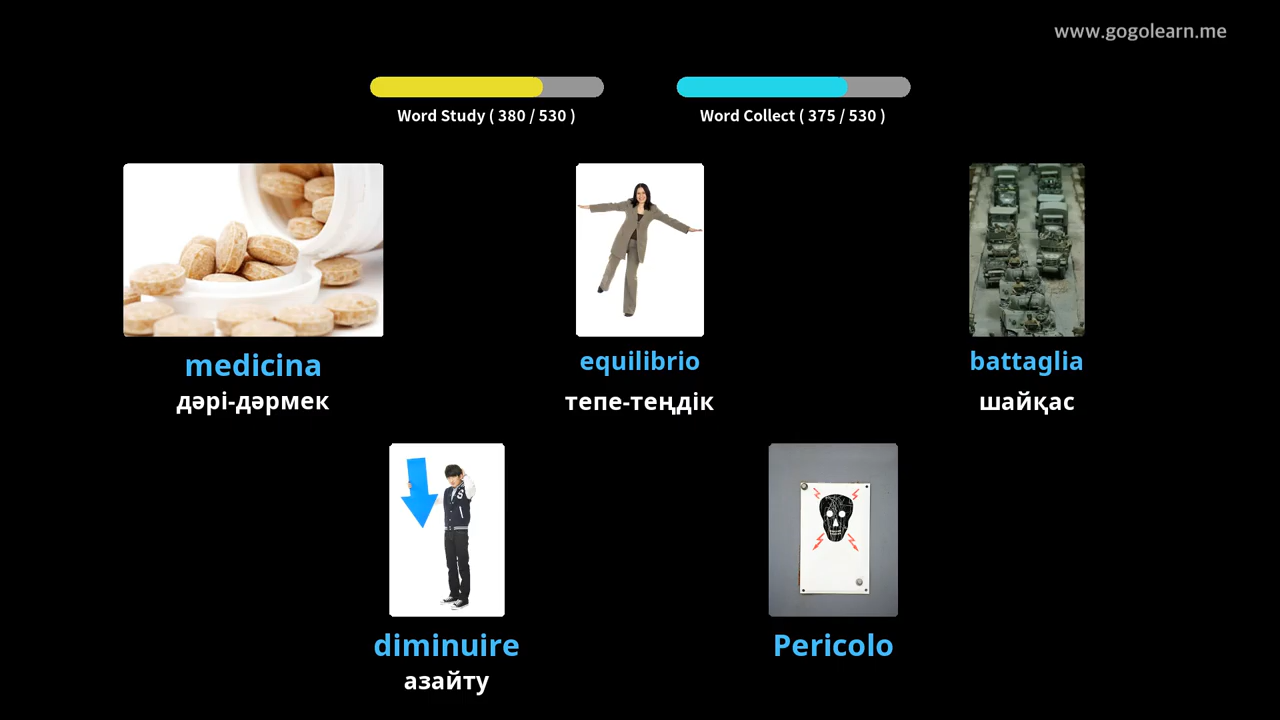 www.gogolearn.me
Word Study ( 380 / 530 )
Word Collect ( 375 / 530 )
medicina
дәрі-дәрмек
equilibrio
тепе-теңдік
battaglia
шайқас
diminuire
азайту
Pericolo